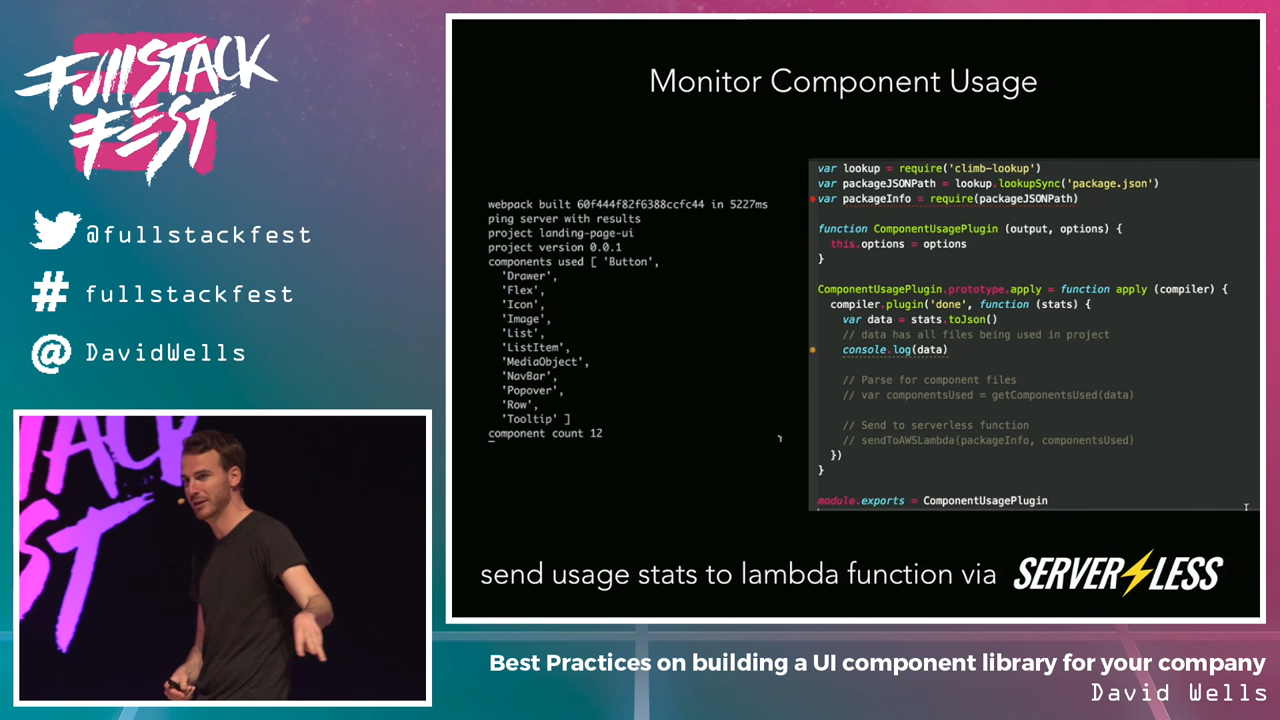 FullSTACK
FEST
@fullstackfest
# fullstackfest
@ DavidWells
STACK
ST
Monitor Component Usage
webpack built 60f444f82f6388ccfc44 in 5227ms
ping server with results
project landing-page-ui
project version 0.0.1
components used [ 'Button',
'Drawer',
'Flex',
'Icon',
'Image',
'List',
'ListItem',
'MediaObject',
'NavBar',
'Popover',
'Row',
'Tooltip' ]
component count 12
var lookup = require('climb-lookup')
var packageJSONPath = lookup.lookupSync('package.json')
var packageInfo = require(packageJSONPath)
function ComponentUsagePlugin (output, options) {
this.options = options
}
ComponentUsagePlugin.prototype.apply = function apply (compiler) {
compiler.plugin('done', function (stats) {
var data = stats.toJson()
// data has all files being used in project
console.log(data)
// Parse for component files
// var componentsUsed = getComponentsUsed(data)
// Send to serverless function
// sendToAWSLambda(packageInfo, componentsUsed)
})
}
module.exports = ComponentUsagePlugin
send usage stats to lambda function via SERVERLESS
Best Practices on building a UI component library for your company
David Wells